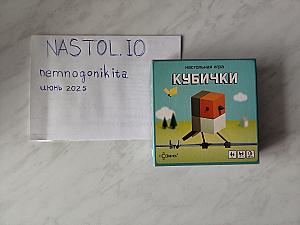 NASTOL.IO
nemnogonikita
июнь 2025
настольная игра
КУБИЧКИ